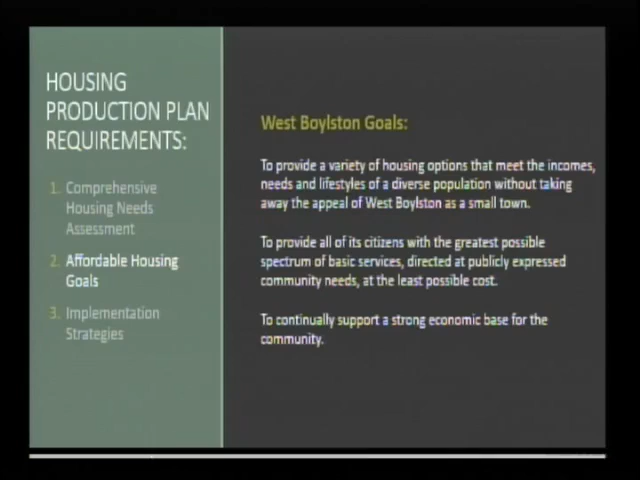 HOUSING
PRODUCTION PLAN
REQUIREMENTS:
1. Comprehensive
Housing Needs
Assessment
2. Affordable Housing
Goals
3. Implementation
Strategies
West Boylston Goals:
To provide a variety of housing options that meet the incomes,
needs and lifestyles of a diverse population without taking
away the appeal of West Boylston as a small town.
To provide all of its citizens with the greatest possible
spectrum of basic services, directed at publicly expressed
community needs, at the least possible cost.
To continually support a strong economic base for the
community.